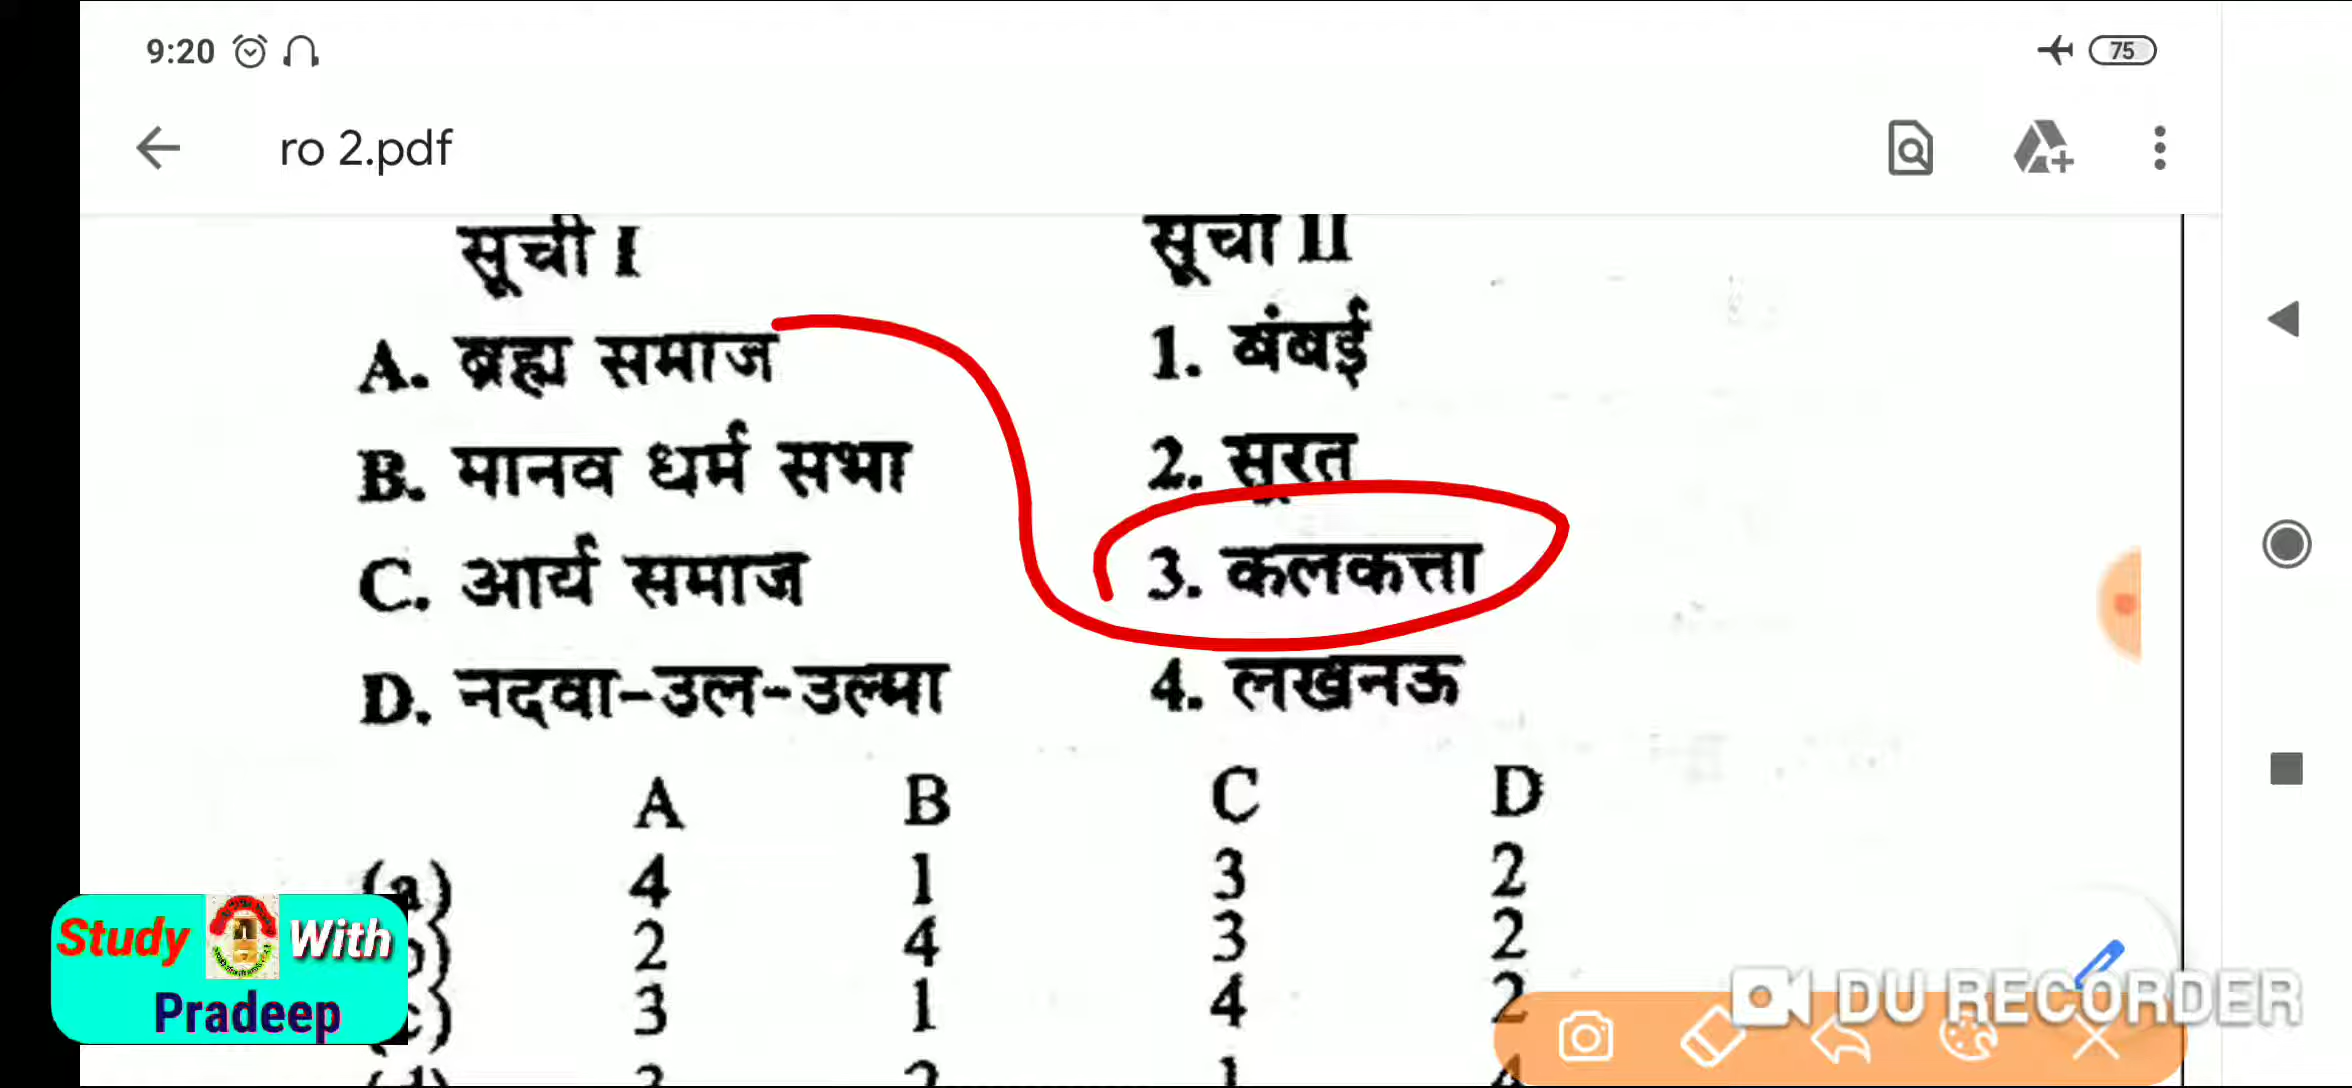 9:20 75
ro 2.pdf
सूची I सूची II
A. ब्रह्म समाज 1. बंबई
B. मानव धर्म सभा 2. सूरत
C. आर्य समाज 3. कलकत्ता
D. नदवा-उल-उल्मा 4. लखनऊ
A B C D
(a) 4 1 3 2
2 4 3 2
3 1 4 2
Study With
Pradeep
DU RECORDER